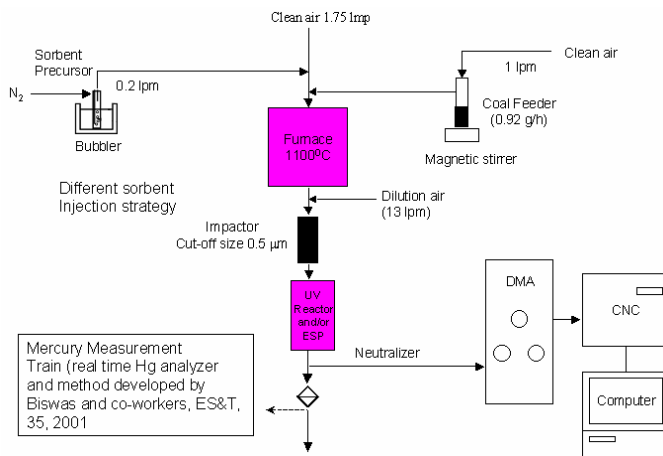 Clean air 1.75 lmp
Sorbent
Precursor
N2
0.2 lpm
Bubbler
Clean air
1 lpm
Coal Feeder
(0.92 g/h)
Magnetic stirrer
Furnace
1100⁰C
Different sorbent
Injection strategy
Dilution air
(13 lpm)
Impactor
Cut-off size 0.5 μm
UV
Reactor
and/or
ESP
Neutralizer
DMA
CNC
Computer
Mercury Measurement
Train (real time Hg analyzer
and method developed by
Biswas and co-workers, ES&T,
35, 2001